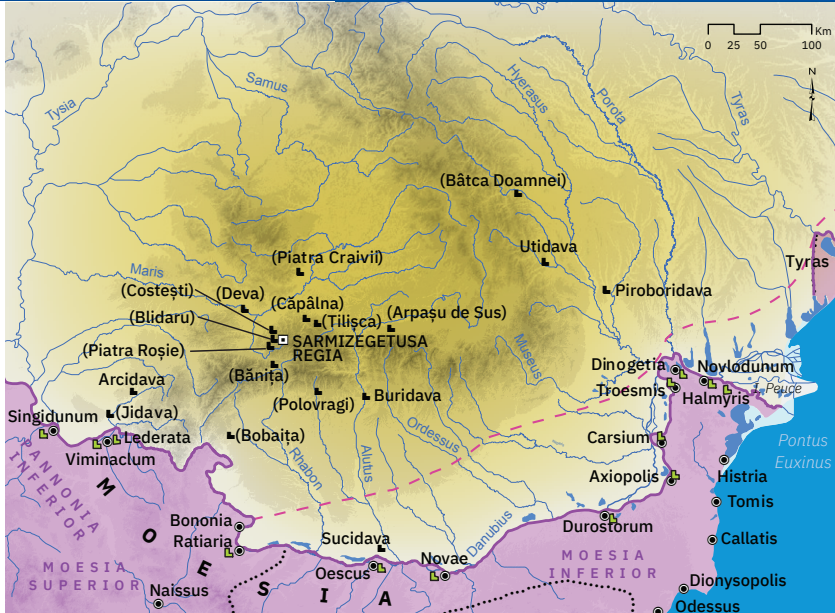 Km
0 25 50 100
N
Tysia
Samus
Hyerasus
Porota
Tyras
(Bâtca Doamnei)
Utidava
Tyras
(Piatra Craivii)
Maris
(Costești)
(Deva)
(Căpâlna)
Piroboridava
(Blidaru)
(Tilișca)
(Arpașu de Sus)
SARMIZEGETUSA
REGIA
(Piatra Roșie)
Museus
(Bănița)
Dinogetia
Noviodunum
Arcidava
Troesmis
I. Peuce
Halmyris
(Polovragi)
Buridava
Singidunum
(Jidava)
Lederata
Viminacium
(Bobaița)
Ordessus
Carsium
Pontus
Euxinus
PANNONIA
INFERIOR
Rhabon
Alutus
Axiopolis
Histria
Tomis
Bononia
Danubius
Durostorum
Ratiaria
Sucidava
Callatis
Novae
Oescus
MOESIA
SUPERIOR
MOESIA
INFERIOR
MOESIA
Naissus
Dionysopolis
Odessus